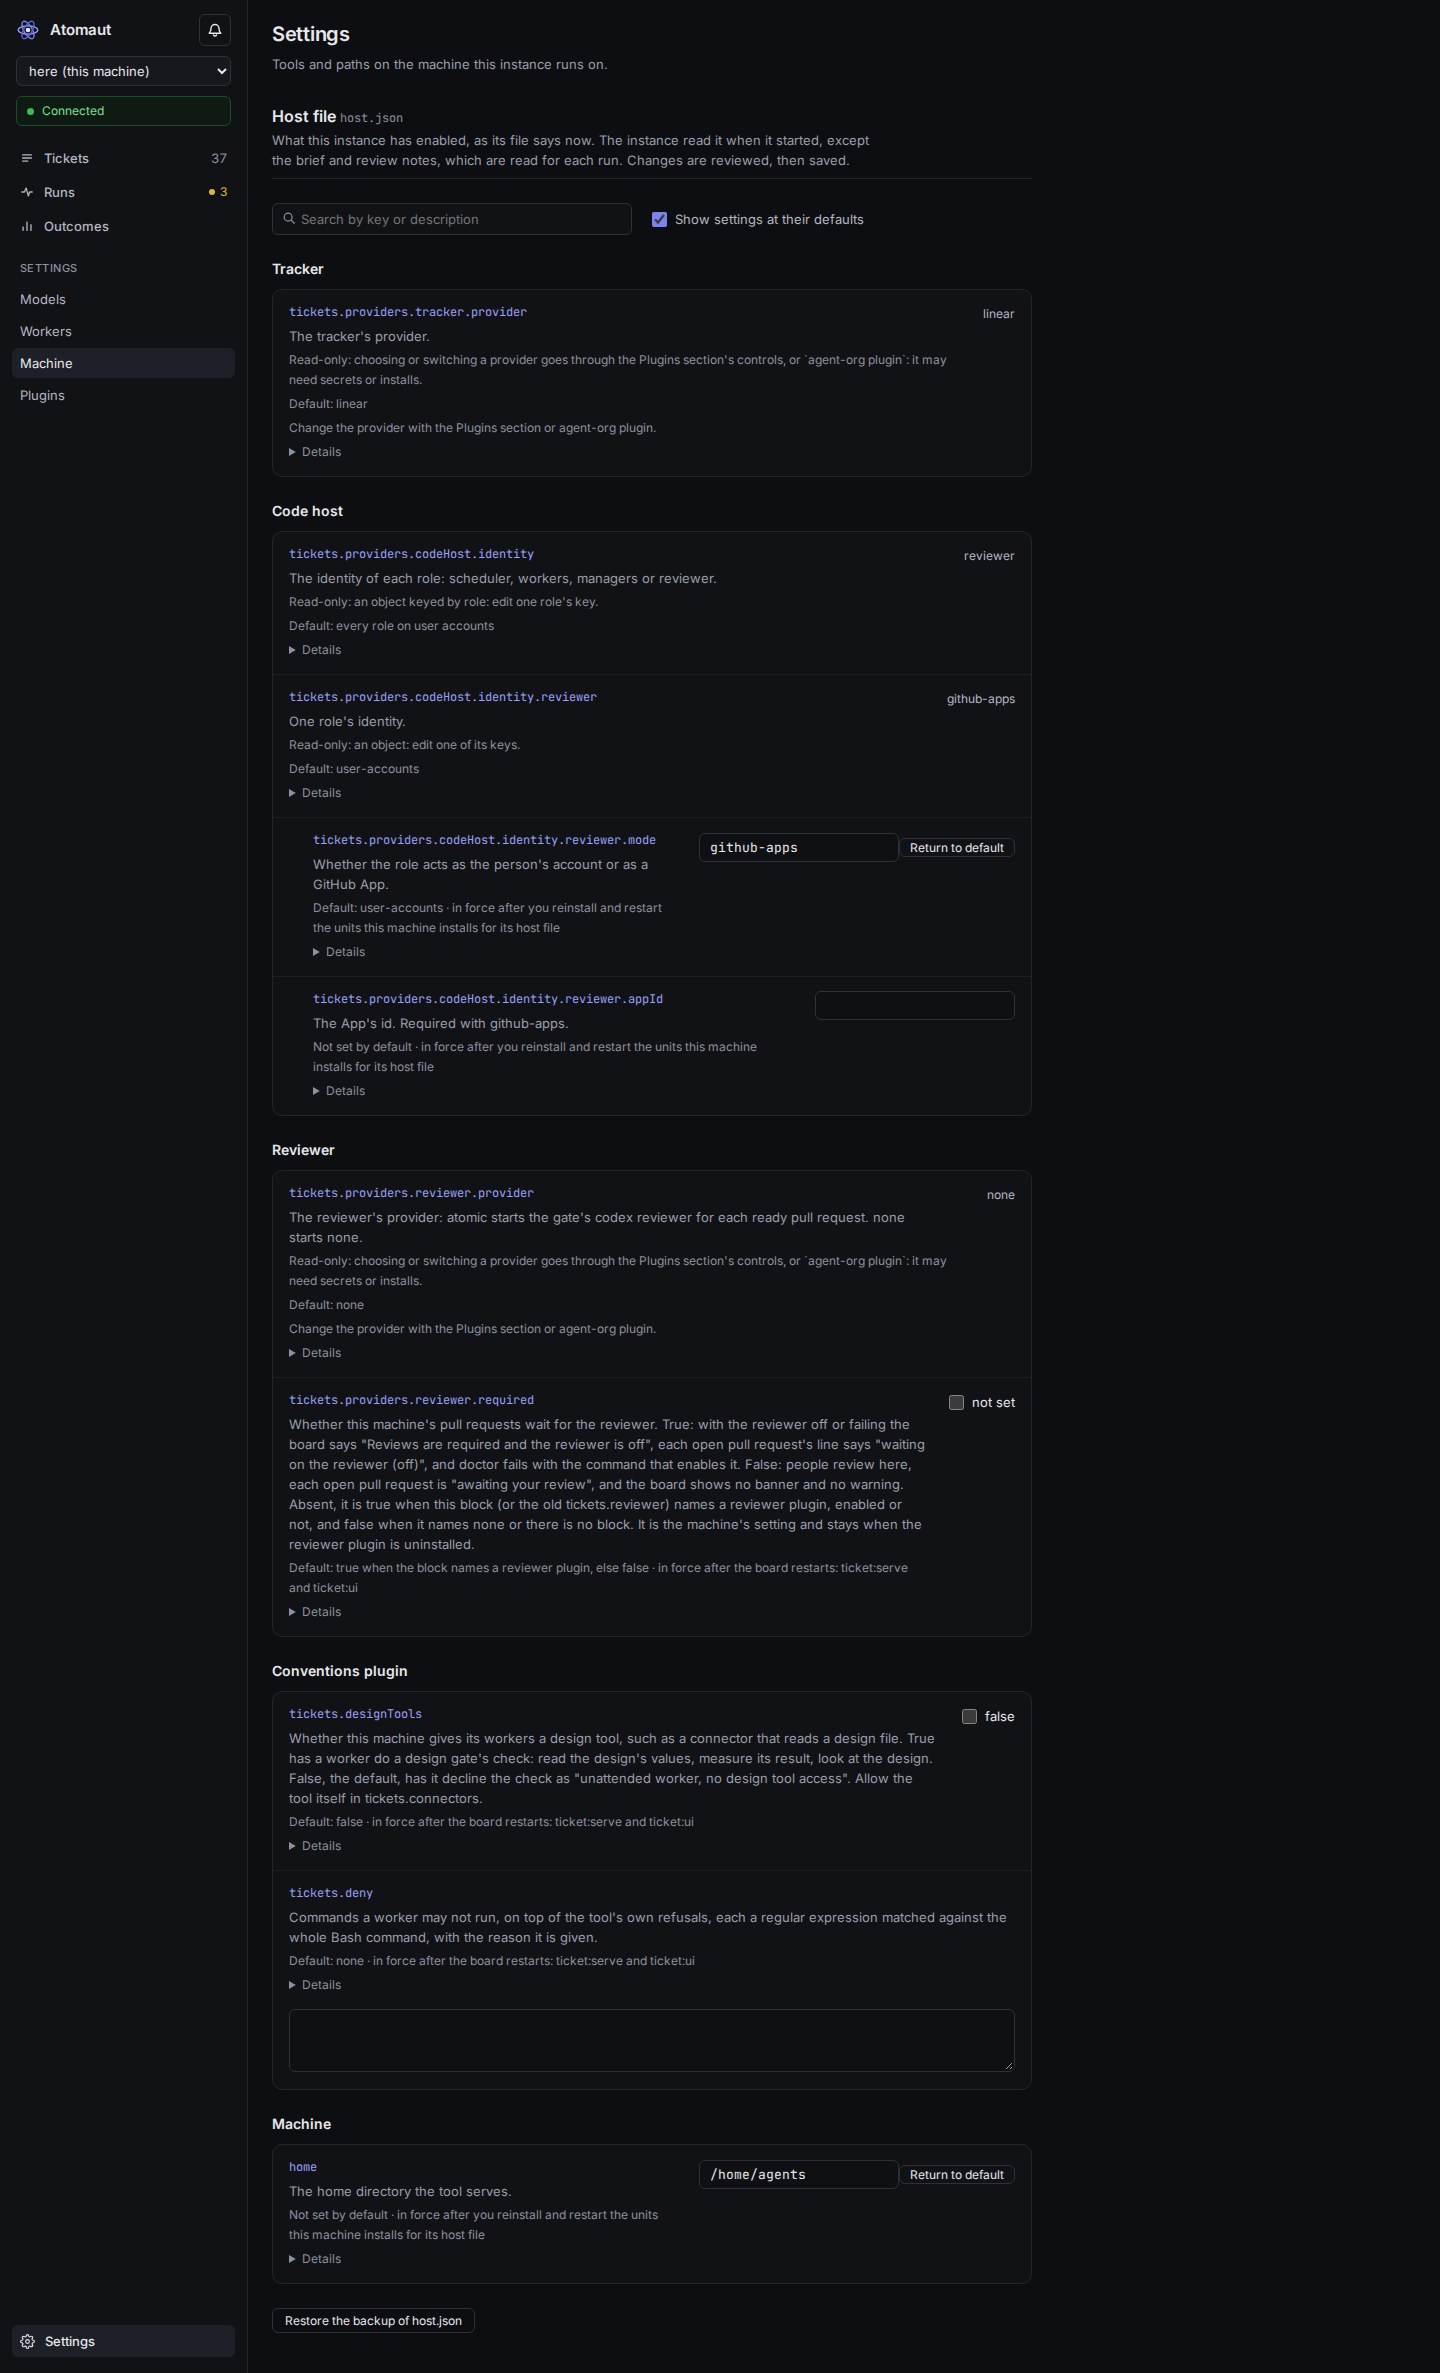 Atomaut
here (this machine)
Connected
Tickets 37
Runs 3
Outcomes
SETTINGS
Models
Workers
Machine
Plugins
Settings
Settings
Tools and paths on the machine this instance runs on.
Host file host.json
What this instance has enabled, as its file says now. The instance read it when it started, except
the brief and review notes, which are read for each run. Changes are reviewed, then saved.
Search by key or description
Show settings at their defaults
Tracker
tickets.providers.tracker.provider
linear
The tracker's provider.
Read-only: choosing or switching a provider goes through the Plugins section's controls, or `agent-org plugin`: it may
need secrets or installs.
Default: linear
Change the provider with the Plugins section or agent-org plugin.
Details
Code host
tickets.providers.codeHost.identity
reviewer
The identity of each role: scheduler, workers, managers or reviewer.
Read-only: an object keyed by role: edit one role's key.
Default: every role on user accounts
Details
tickets.providers.codeHost.identity.reviewer
github-apps
One role's identity.
Read-only: an object: edit one of its keys.
Default: user-accounts
Details
tickets.providers.codeHost.identity.reviewer.mode
github-apps
Return to default
Whether the role acts as the person's account or as a
GitHub App.
Default: user-accounts · in force after you reinstall and restart
the units this machine installs for its host file
Details
tickets.providers.codeHost.identity.reviewer.appId
The App's id. Required with github-apps.
Not set by default · in force after you reinstall and restart the units this machine
installs for its host file
Details
Reviewer
tickets.providers.reviewer.provider
none
The reviewer's provider: atomic starts the gate's codex reviewer for each ready pull request. none
starts none.
Read-only: choosing or switching a provider goes through the Plugins section's controls, or `agent-org plugin`: it may
need secrets or installs.
Default: none
Change the provider with the Plugins section or agent-org plugin.
Details
tickets.providers.reviewer.required
not set
Whether this machine's pull requests wait for the reviewer. True: with the reviewer off or failing the
board says "Reviews are required and the reviewer is off", each open pull request's line says "waiting
on the reviewer (off)", and doctor fails with the command that enables it. False: people review here,
each open pull request is "awaiting your review", and the board shows no banner and no warning.
Absent, it is true when this block (or the old tickets.reviewer) names a reviewer plugin, enabled or
not, and false when it names none or there is no block. It is the machine's setting and stays when the
reviewer plugin is uninstalled.
Default: true when the block names a reviewer plugin, else false · in force after the board restarts: ticket:serve
and ticket:ui
Details
Conventions plugin
tickets.designTools
false
Whether this machine gives its workers a design tool, such as a connector that reads a design file. True
has a worker do a design gate's check: read the design's values, measure its result, look at the design.
False, the default, has it decline the check as "unattended worker, no design tool access". Allow the
tool itself in tickets.connectors.
Default: false · in force after the board restarts: ticket:serve and ticket:ui
Details
tickets.deny
Commands a worker may not run, on top of the tool's own refusals, each a regular expression matched against the
whole Bash command, with the reason it is given.
Default: none · in force after the board restarts: ticket:serve and ticket:ui
Details
Machine
home
/home/agents
Return to default
The home directory the tool serves.
Not set by default · in force after you reinstall and restart the units
this machine installs for its host file
Details
Restore the backup of host.json